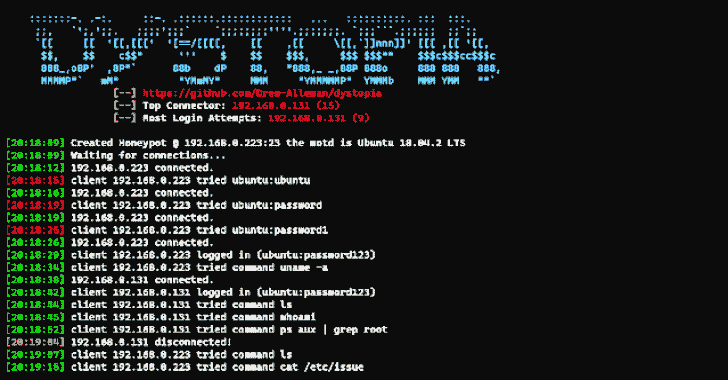 DYSTOPIA
[--] https://github.com/Drew-Alleman/dystopia
[--] Top Connector: 192.168.0.131 (15)
[--] Most Login Attempts: 192.168.0.131 (9)
[20:18:09] Created Honeypot @ 192.168.0.223:23 the motd is Ubuntu 18.04.2 LTS
[20:18:09] Waiting for connections...
[20:18:12] 192.168.0.223 connected.
[20:18:15] client 192.168.0.223 tried ubuntu:ubuntu
[20:18:16] 192.168.0.223 connected.
[20:18:19] client 192.168.0.223 tried ubuntu:password
[20:18:19] 192.168.0.223 connected.
[20:18:25] client 192.168.0.223 tried ubuntu:password1
[20:18:26] 192.168.0.223 connected.
[20:18:29] client 192.168.0.223 logged in (ubuntu:password123)
[20:18:34] client 192.168.0.223 tried command uname -a
[20:18:38] 192.168.0.131 connected.
[20:18:42] client 192.168.0.131 logged in (ubuntu:password123)
[20:18:44] client 192.168.0.131 tried command ls
[20:18:45] client 192.168.0.131 tried command whoami
[20:18:52] client 192.168.0.131 tried command ps aux | grep root
[20:19:04] 192.168.0.131 disconnected!
[20:19:07] client 192.168.0.223 tried command ls
[20:19:18] client 192.168.0.223 tried command cat /etc/issue